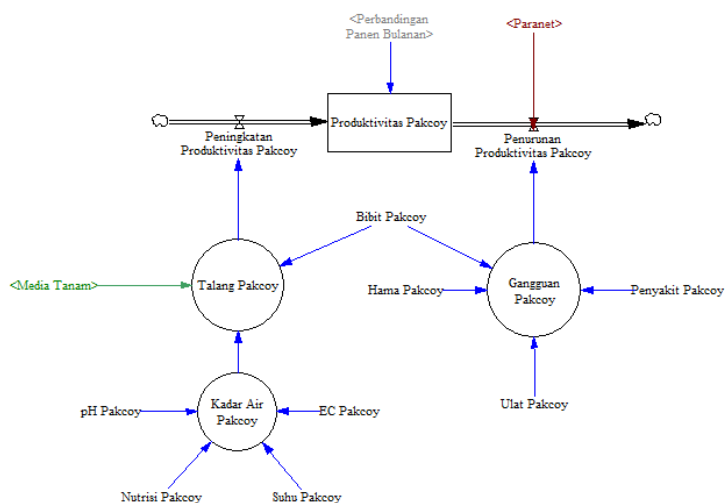 <Perbandingan
Panen Bulanan>
<Paranet>
Produktivitas Pakcoy
Peningkatan
Produktivitas Pakcoy
Penurunan
Produktivitas Pakcoy
Bibit Pakcoy
<Media Tanam>
Talang Pakcoy
Hama Pakcoy
Gangguan
Pakcoy
Penyakit Pakcoy
Ulat Pakcoy
pH Pakcoy
Kadar Air
Pakcoy
EC Pakcoy
Nutrisi Pakcoy
Suhu Pakcoy